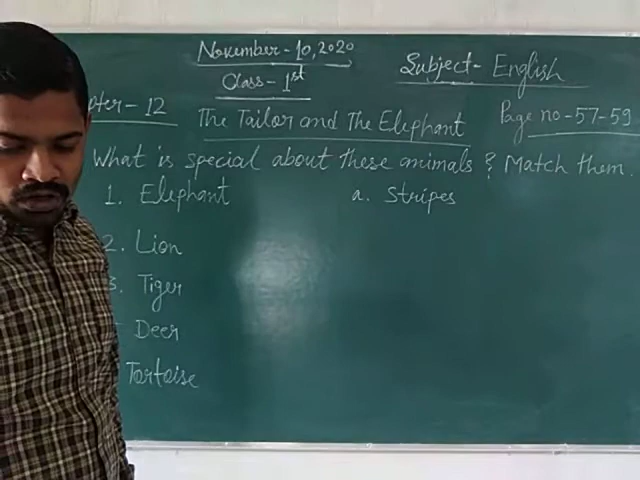 November-10, 2020
Subject- English
Class- 1st
pter-12
The Tailor and The Elephant
Page no-57-59
What is special about these animals? Match them.
1. Elephant
a. Stripes
2. Lion
3. Tiger
Deer
Tortoise